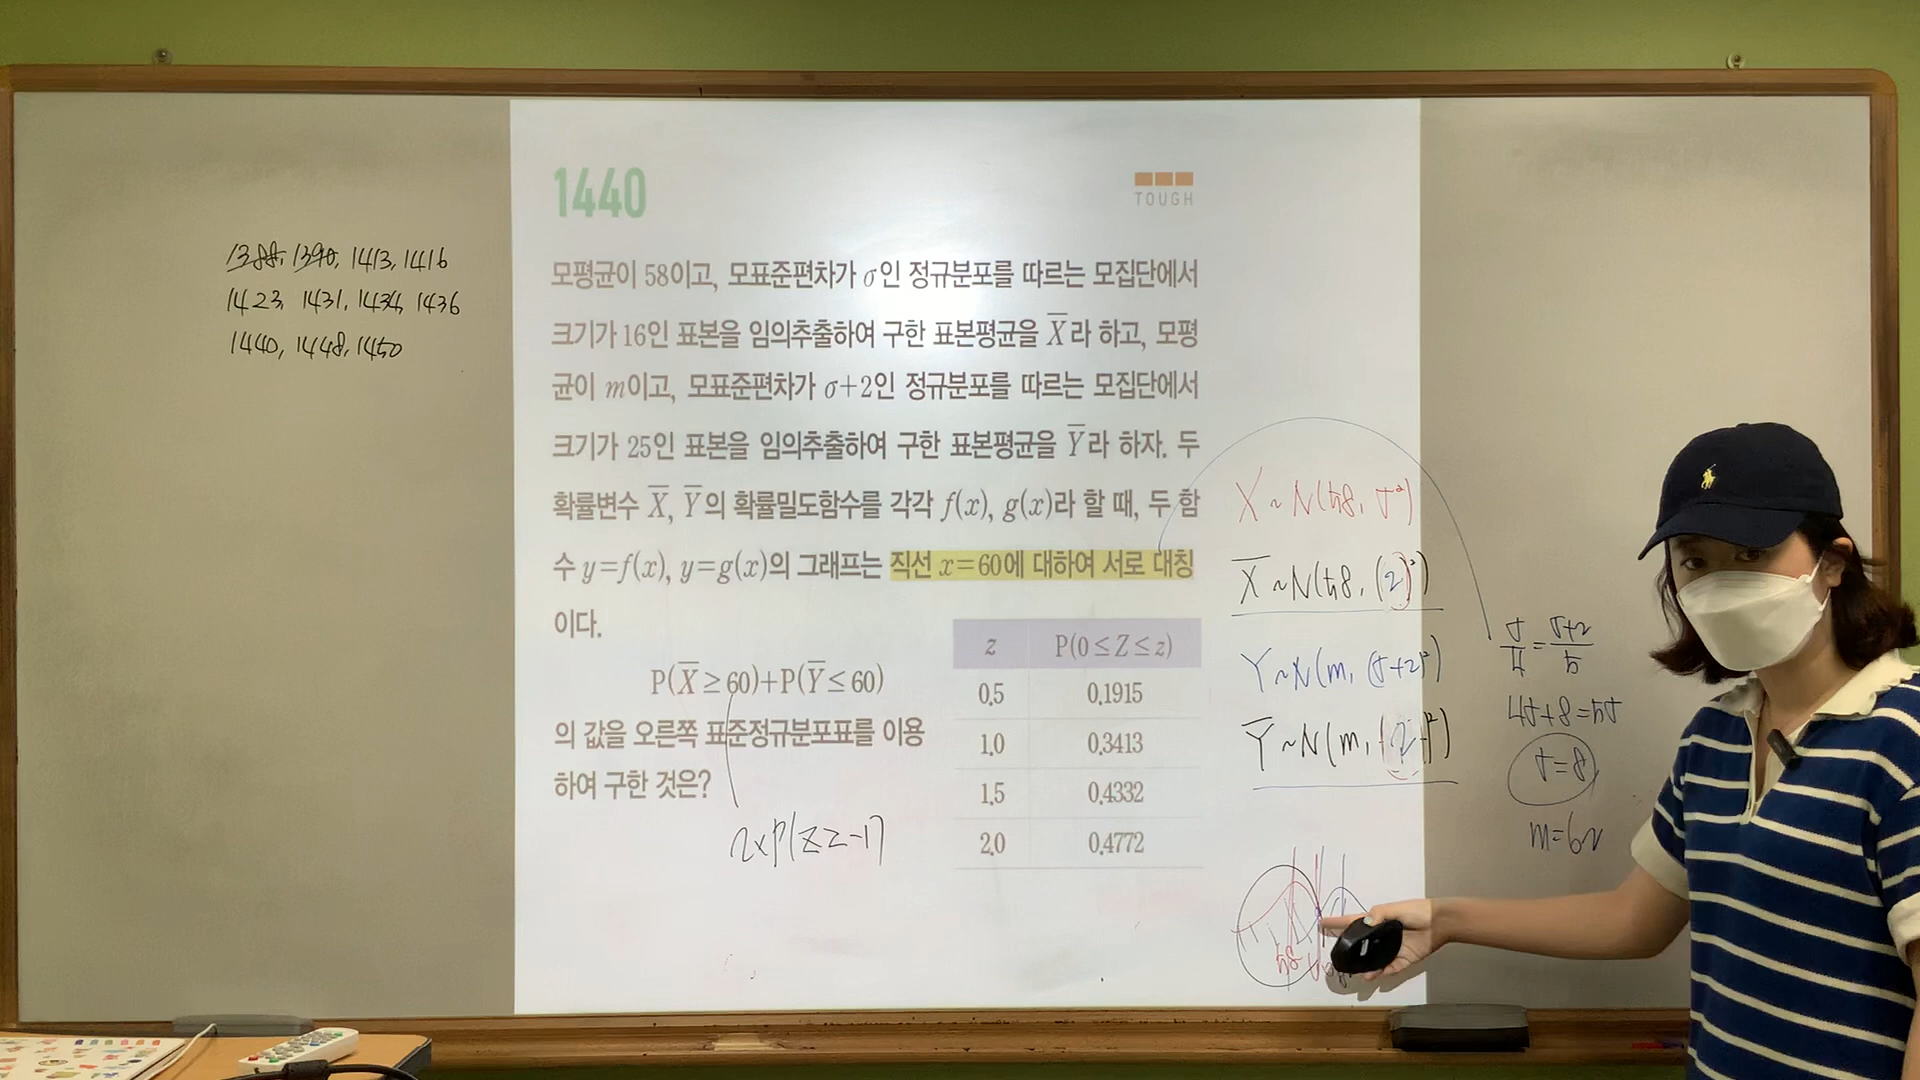 1388, 1390, 1413, 1416
1423, 1431, 1434, 1436
1440, 1448, 1450
1440
TOUGH
모평균이 58이고, 모표준편차가 σ인 정규분포를 따르는 모집단에서
크기가 16인 표본을 임의추출하여 구한 표본평균을 X̄라 하고, 모평
균이 m이고, 모표준편차가 σ+2인 정규분포를 따르는 모집단에서
크기가 25인 표본을 임의추출하여 구한 표본평균을 Ȳ라 하자. 두
확률변수 X̄, Ȳ의 확률밀도함수를 각각 f(x), g(x)라 할 때, 두 함
수 y=f(x), y=g(x)의 그래프는 직선 x=60에 대하여 서로 대칭
이다.
P(X̄≥60)+P(Ȳ≤60)
의 값을 오른쪽 표준정규분포표를 이용
하여 구한 것은?
z P(0≤Z≤z)
0.5 0.1915
1.0 0.3413
1.5 0.4332
2.0 0.4772
X~N(58, σ²)
X̄~N(58, (2)²)
Y~N(m, (σ+2)²)
Ȳ~N(m, (2)²)
σ/4=σ+2/5
4σ+8=5σ
σ=8
m=62
58